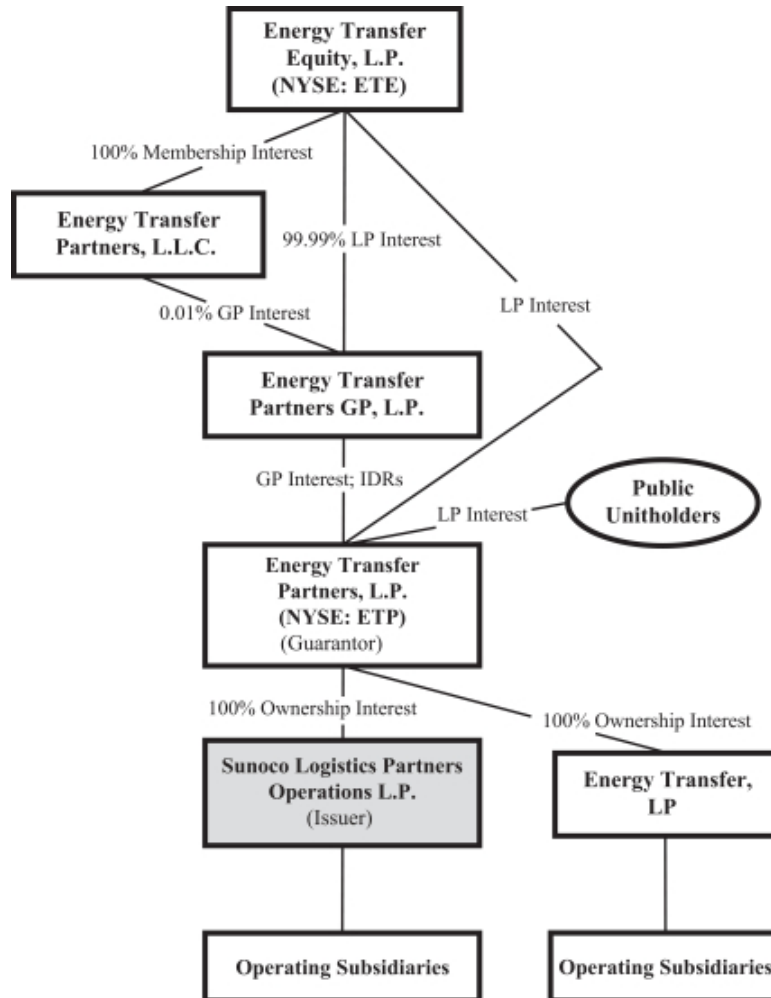 Energy Transfer
Equity, L.P.
(NYSE: ETE)
100% Membership Interest
Energy Transfer
Partners, L.L.C.
99.99% LP Interest
LP Interest
0.01% GP Interest
Energy Transfer
Partners GP, L.P.
GP Interest; IDRs
Public
Unitholders
LP Interest
Energy Transfer
Partners, L.P.
(NYSE: ETP)
(Guarantor)
100% Ownership Interest
100% Ownership Interest
Sunoco Logistics Partners
Operations L.P.
(Issuer)
Energy Transfer,
LP
Operating Subsidiaries
Operating Subsidiaries